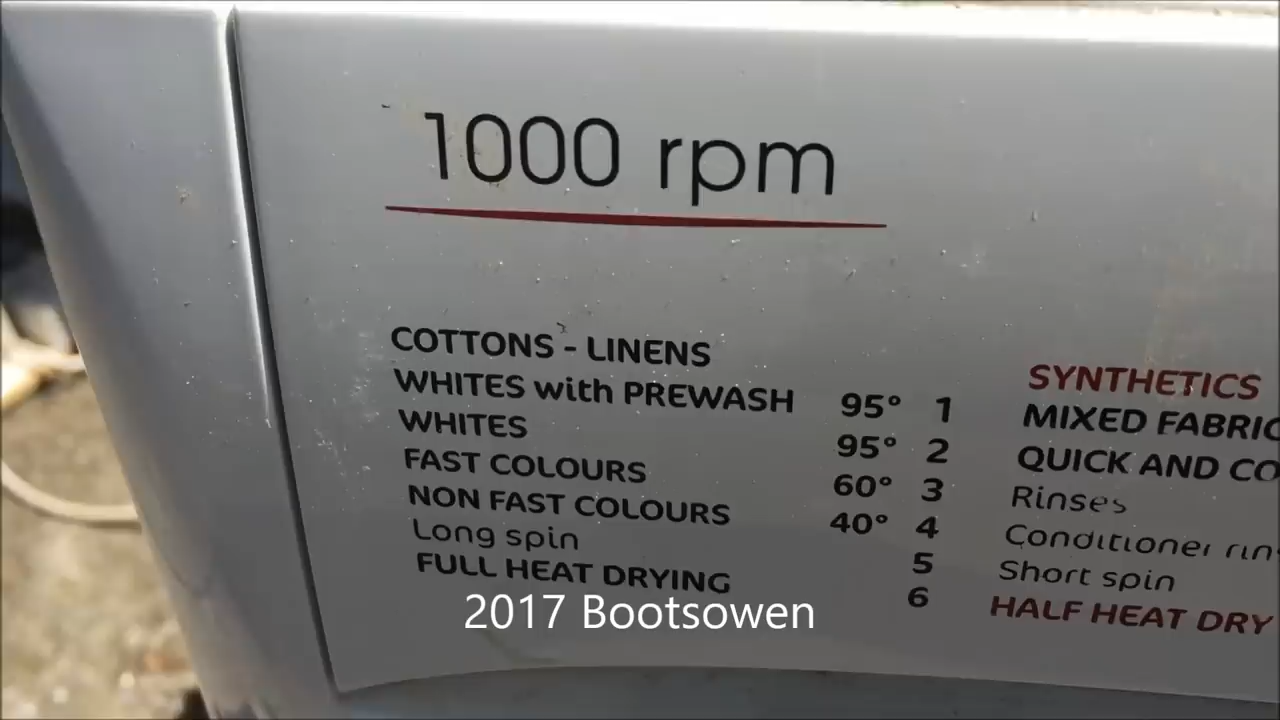 1000 rpm
COTTONS - LINENS
WHITES with PREWASH 95° 1
WHITES 95° 2
FAST COLOURS 60° 3
NON FAST COLOURS 40° 4
Long spin 5
FULL HEAT DRYING 6
SYNTHETICS
MIXED FABRIC
QUICK AND CO
Rinses
Conditioner rin
Short spin
HALF HEAT DRY
2017 Bootsowen